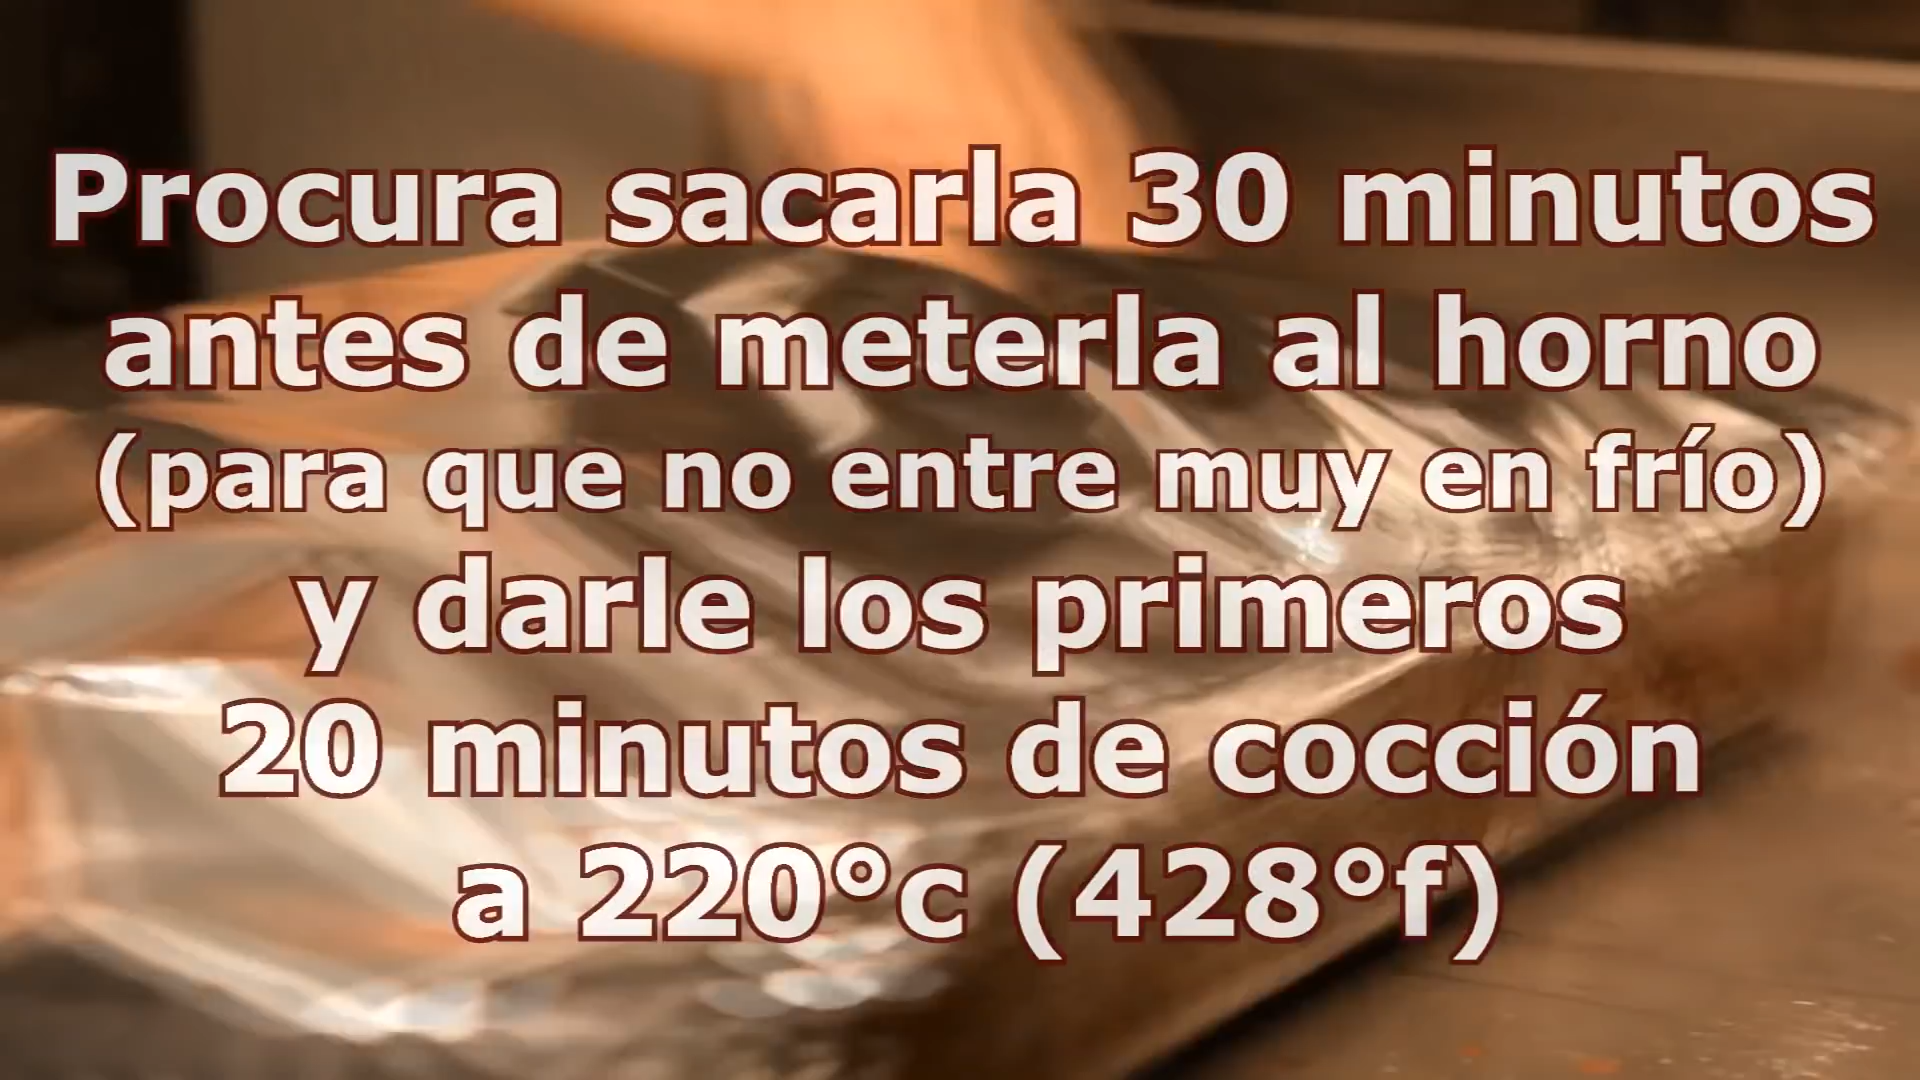 Procura sacarla 30 minutos
antes de meterla al horno
(para que no entre muy en frío)
y darle los primeros
20 minutos de cocción
a 220°c (428°f)